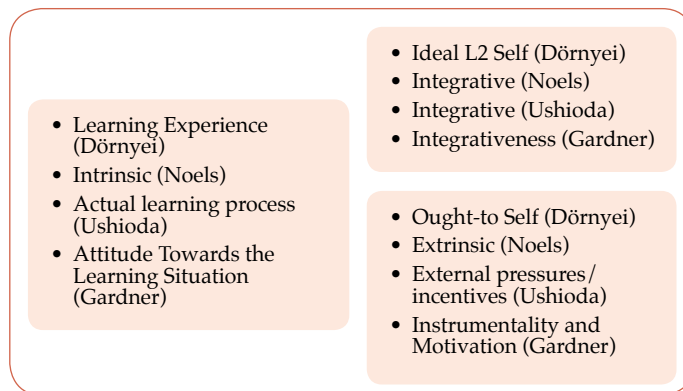 • Learning Experience
(Dörnyei)
• Intrinsic (Noels)
• Actual learning process
(Ushioda)
• Attitude Towards the
Learning Situation
(Gardner)
• Ideal L2 Self (Dörnyei)
• Integrative (Noels)
• Integrative (Ushioda)
• Integrativeness (Gardner)
• Ought-to Self (Dörnyei)
• Extrinsic (Noels)
• External pressures/
incentives (Ushioda)
• Instrumentality and
Motivation (Gardner)